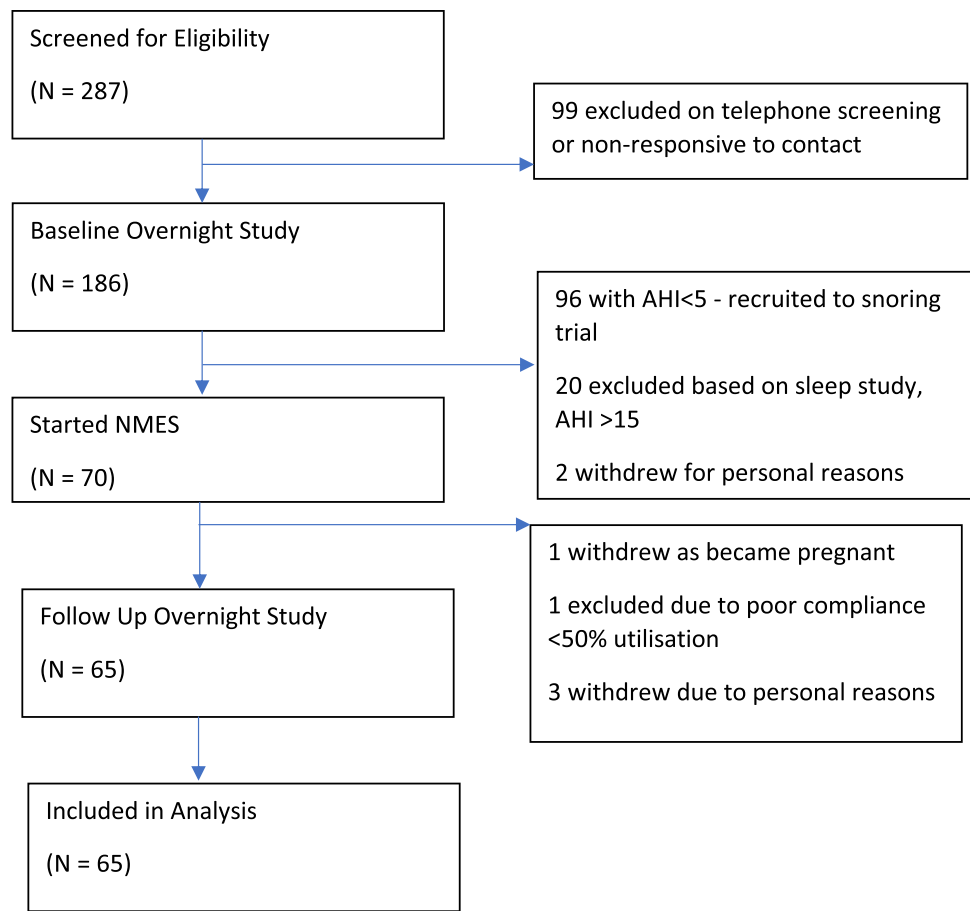 Screened for Eligibility
(N = 287)
99 excluded on telephone screening
or non-responsive to contact
Baseline Overnight Study
(N = 186)
96 with AHI<5 - recruited to snoring
trial
20 excluded based on sleep study,
AHI >15
2 withdrew for personal reasons
Started NMES
(N = 70)
1 withdrew as became pregnant
1 excluded due to poor compliance
<50% utilisation
3 withdrew due to personal reasons
Follow Up Overnight Study
(N = 65)
Included in Analysis
(N = 65)